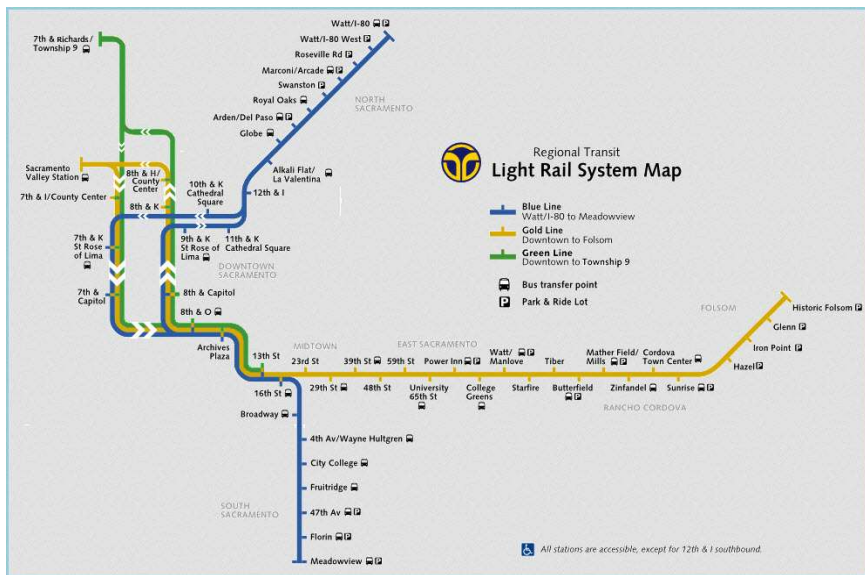 Regional Transit
Light Rail System Map
Blue Line
Watt/I-80 to Meadowview
Gold Line
Downtown to Folsom
Green Line
Downtown to Township 9
Bus transfer point
P Park & Ride Lot
7th & Richards/
Township 9
Sacramento
Valley Station
7th & I/County Center
8th & H/
County
Center
8th & K
7th & K
St Rose
of Lima
7th &
Capitol
Watt/I-80 P
Watt/I-80 West P
Roseville Rd P
Marconi/Arcade P
Swanston P
Royal Oaks
Arden/Del Paso P
Globe
NORTH
SACRAMENTO
Alkali Flat/
La Valentina
12th & I
10th & K
Cathedral
Square
9th & K
St Rose of
Lima
11th & K
Cathedral Square
DOWNTOWN
SACRAMENTO
8th & Capitol
8th & O
Archives
Plaza
MIDTOWN
13th St
16th St
23rd St
29th St
39th St
48th St
EAST SACRAMENTO
59th St
University
65th St
Power Inn P
College
Greens
Watt/ P
Manlove
Starfire
Tiber
Butterfield
P
Mather Field/
Mills P
Zinfandel
Cordova
Town Center
Sunrise P
RANCHO CORDOVA
FOLSOM
Historic Folsom P
Glenn P
Iron Point P
Hazel P
Broadway
4th Av/Wayne Hultgren
City College
Fruitridge
SOUTH
SACRAMENTO
47th Av P
Florin P
Meadowview P
All stations are accessible, except for 12th & I southbound.